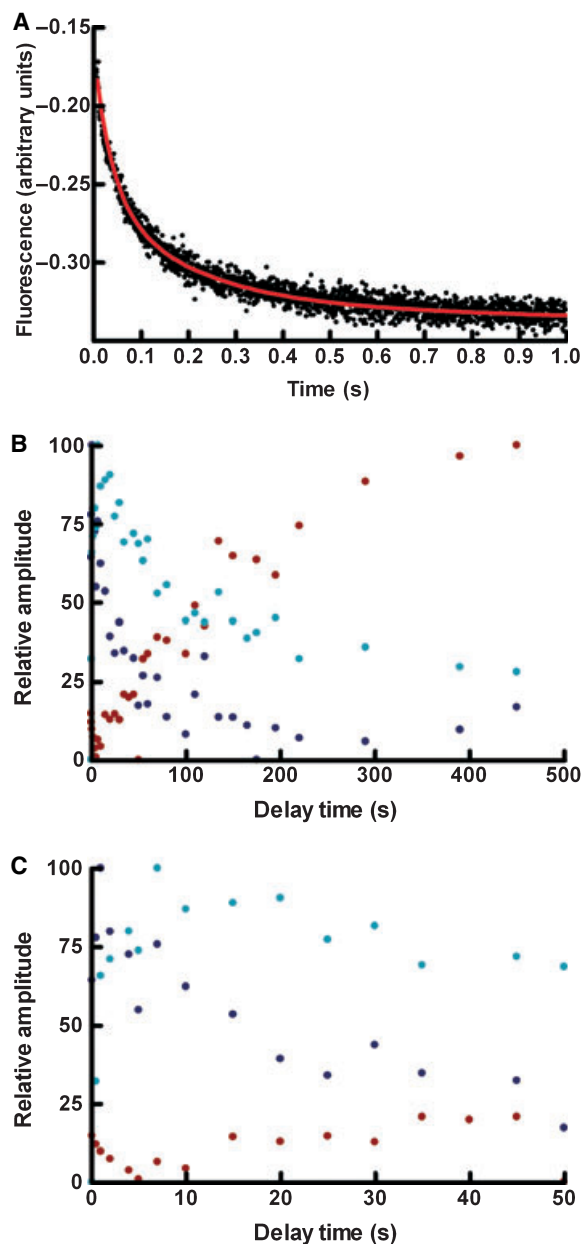 A
Fluorescence (arbitrary units)
−0.15
−0.20
−0.25
−0.30
0.0 0.1 0.2 0.3 0.4 0.5 0.6 0.7 0.8 0.9 1.0
Time (s)
B
Relative amplitude
100
75
50
25
0
0 100 200 300 400 500
Delay time (s)
C
Relative amplitude
100
75
50
25
0
0 10 20 30 40 50
Delay time (s)